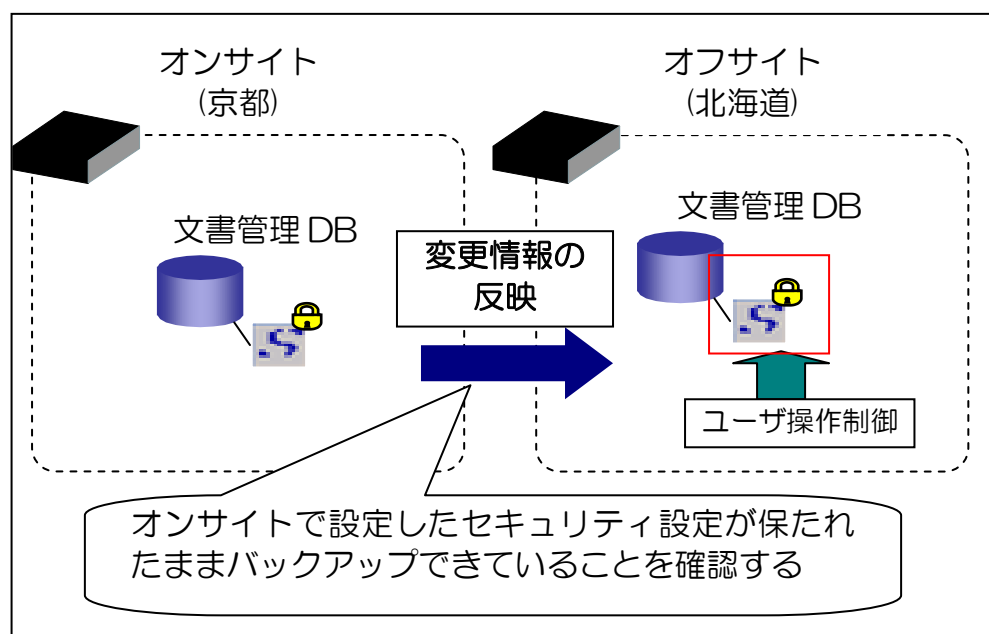 オンサイト
(京都)
オフサイト
(北海道)
文書管理 DB
文書管理 DB
変更情報の
反映
ユーザ操作制御
オンサイトで設定したセキュリティ設定が保たれ
たままバックアップできていることを確認する